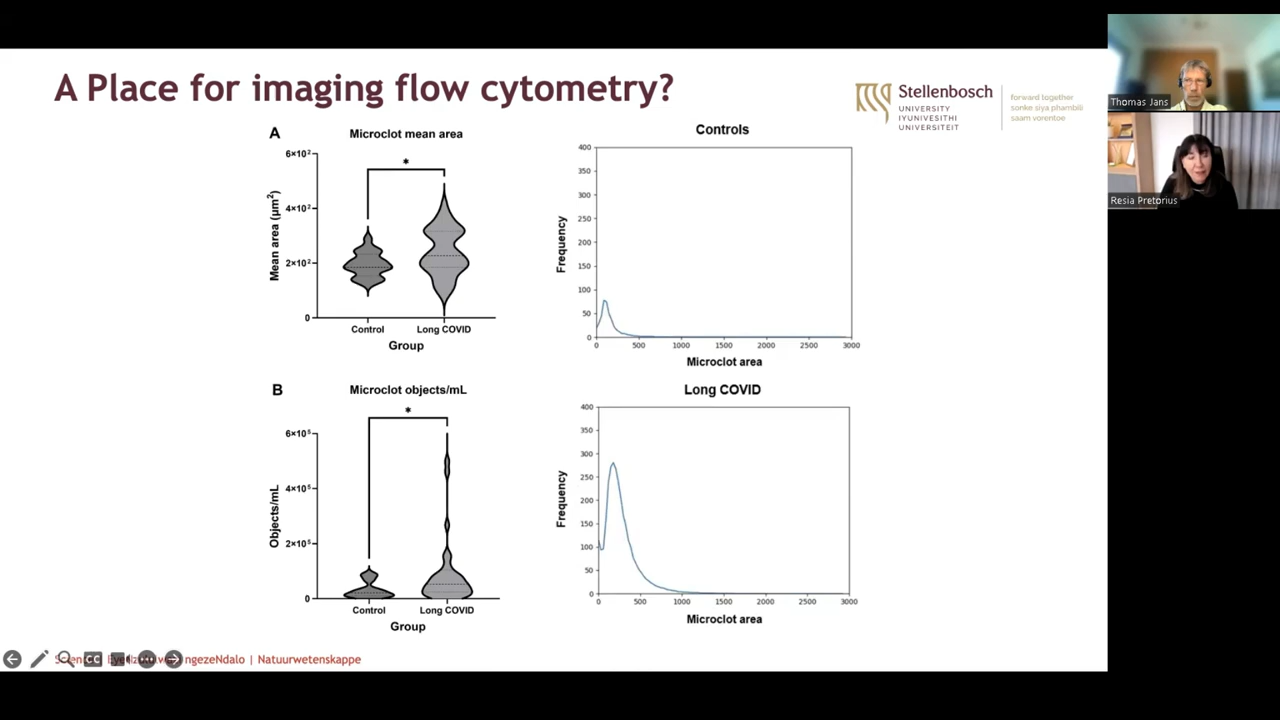 A Place for imaging flow cytometry?
Stellenbosch
UNIVERSITY
IYUNIVESITHI
UNIVERSITEIT
forward together
sonke siya phambili
saam vorentoe
Thomas Jans
Resia Pretorius
A
Microclot mean area
6×10²
4×10²
2×10²
0
Mean area (µm²)
*
Control
Long COVID
Group
Controls
400
350
300
250
200
150
100
50
0
Frequency
0 500 1000 1500 2000 2500 3000
Microclot area
B
Microclot objects/mL
6×10⁵
4×10⁵
2×10⁵
0
Objects/mL
*
Control
Long COVID
Group
Long COVID
400
350
300
250
200
150
100
50
0
Frequency
0 500 1000 1500 2000 2500 3000
Microclot area
CC
ngezeNdalo | Natuurwetenskappe